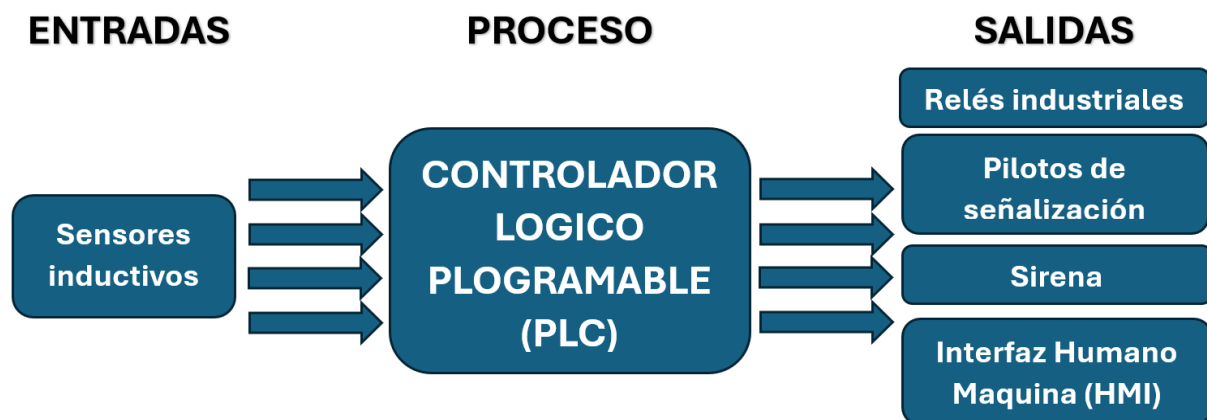 ENTRADAS
PROCESO
SALIDAS
Sensores
inductivos
CONTROLADOR
LOGICO
PLOGRAMABLE
(PLC)
Relés industriales
Pilotos de
señalización
Sirena
Interfaz Humano
Maquina (HMI)